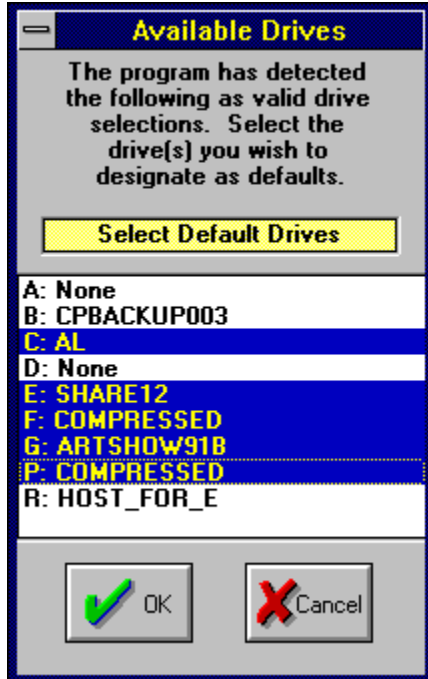 Available Drives
The program has detected
the following as valid drive
selections.  Select the
drive(s) you wish to
designate as defaults.
Select Default Drives
A: None
B: CPBACKUP003
C: AL
D: None
E: SHARE12
F: COMPRESSED
G: ARTSHOW91B
P: COMPRESSED
R: HOST_FOR_E
OK
Cancel